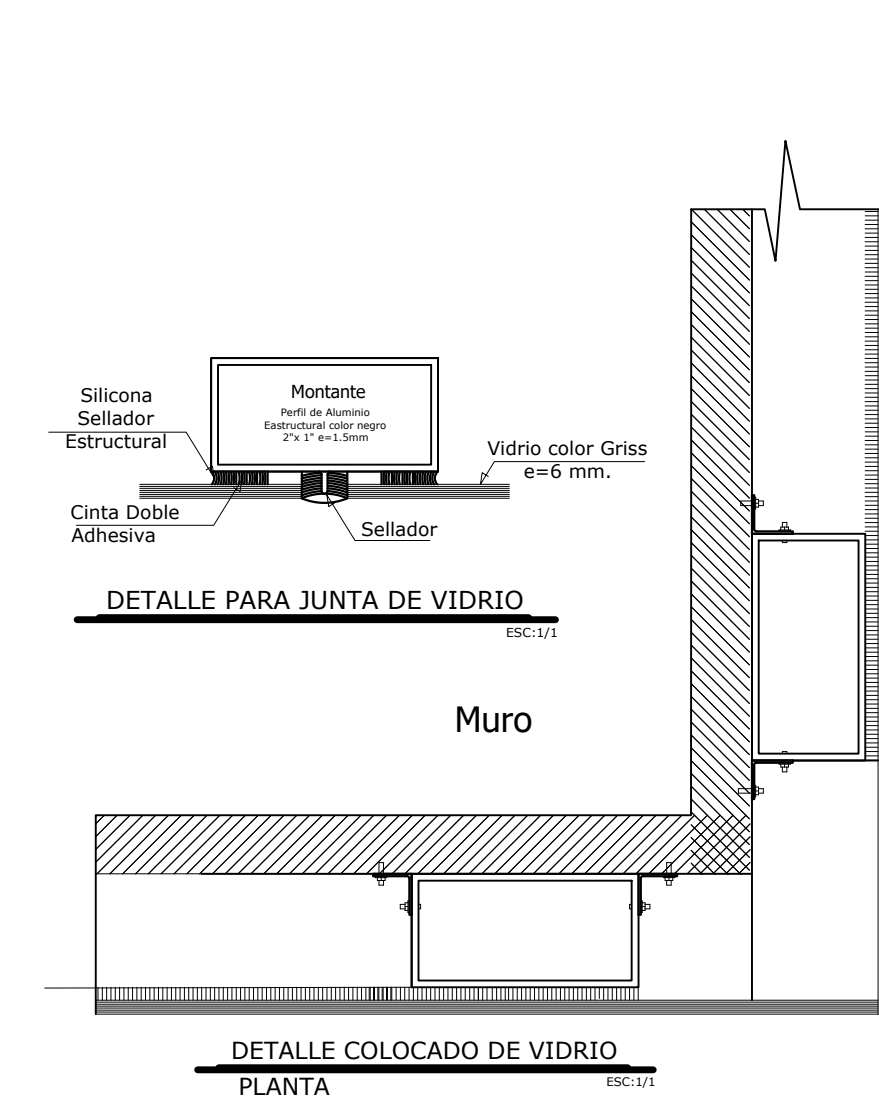 Montante
Perfil de Aluminio
Eastructural color negro
2"x 1" e=1.5mm
Silicona
Sellador
Estructural
Vidrio color Griss
e=6 mm.
Cinta Doble
Adhesiva
Sellador
DETALLE PARA JUNTA DE VIDRIO
ESC:1/1
Muro
DETALLE COLOCADO DE VIDRIO
PLANTA
ESC:1/1